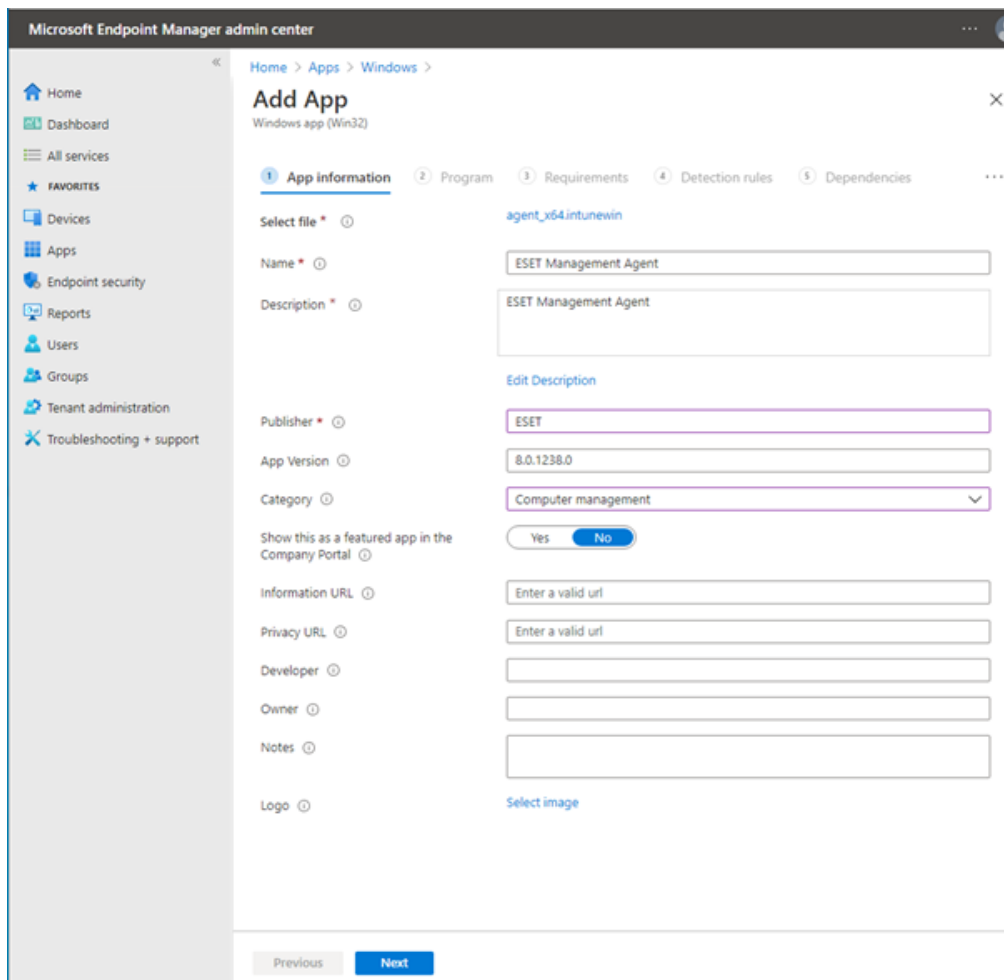 Microsoft Endpoint Manager admin center
...
«
Home
Dashboard
All services
FAVORITES
Devices
Apps
Endpoint security
Reports
Users
Groups
Tenant administration
Troubleshooting + support
Home > Apps > Windows >
Add App
Windows app (Win32)
1 App information 2 Program 3 Requirements 4 Detection rules 5 Dependencies ...
Select file * agent_x64.intunewin
Name * ESET Management Agent
Description * ESET Management Agent
Edit Description
Publisher * ESET
App Version 8.0.1238.0
Category Computer management
Show this as a featured app in the Yes No
Company Portal
Information URL Enter a valid url
Privacy URL Enter a valid url
Developer
Owner
Notes
Logo Select image
Previous Next